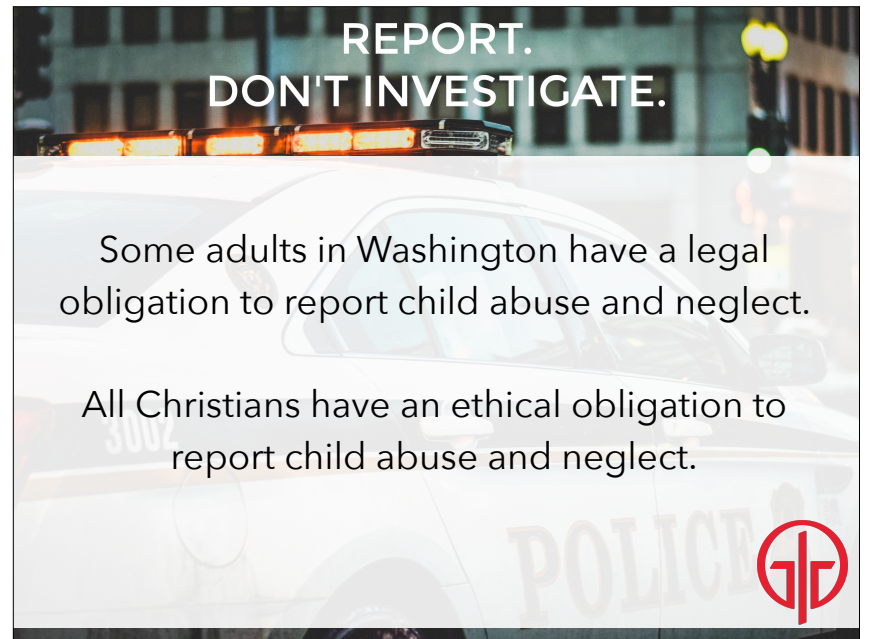 REPORT.
DON'T INVESTIGATE.
Some adults in Washington have a legal
obligation to report child abuse and neglect.
All Christians have an ethical obligation to
report child abuse and neglect.
3002
POLICE